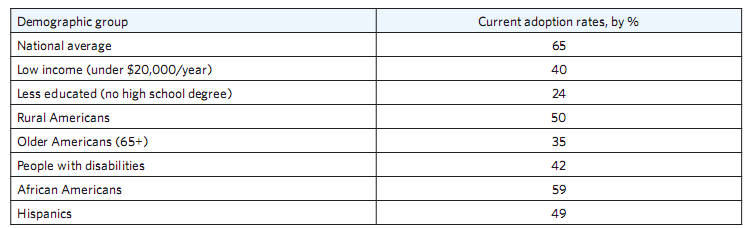 Demographic group Current adoption rates, by %
National average 65
Low income (under $20,000/year) 40
Less educated (no high school degree) 24
Rural Americans 50
Older Americans (65+) 35
People with disabilities 42
African Americans 59
Hispanics 49